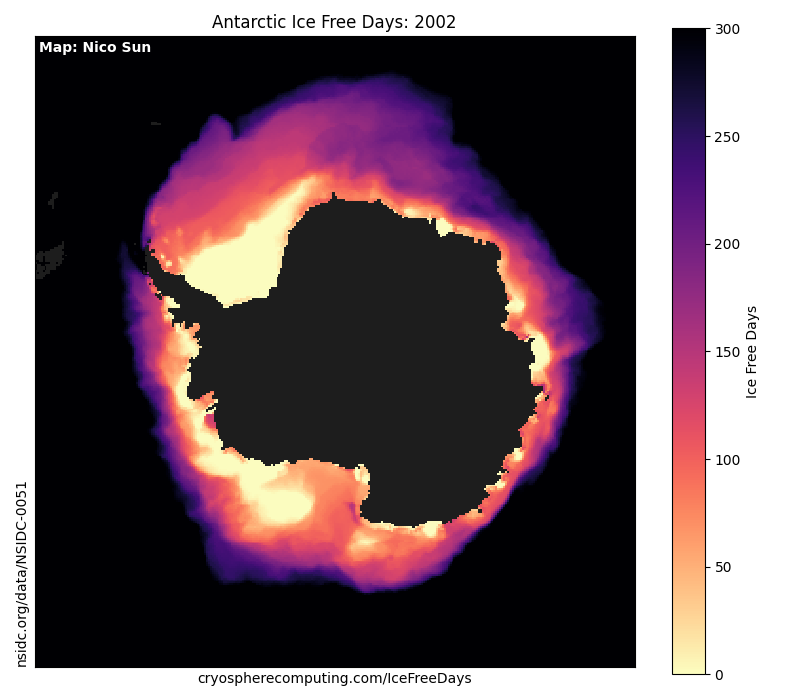 Antarctic Ice Free Days: 2002
Map: Nico Sun
300
250
200
150
100
50
0
Ice Free Days
nsidc.org/data/NSIDC-0051
cryospherecomputing.com/IceFreeDays